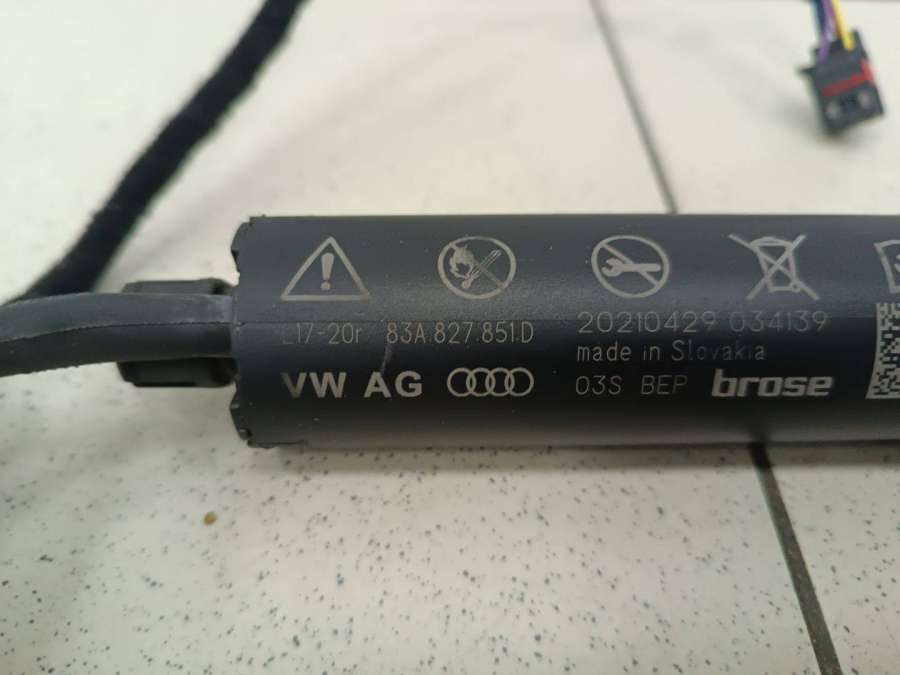 L17-20r 83A.827.851.D
VW AG
20210429 034139
made in Slovakia
03S BEP brose